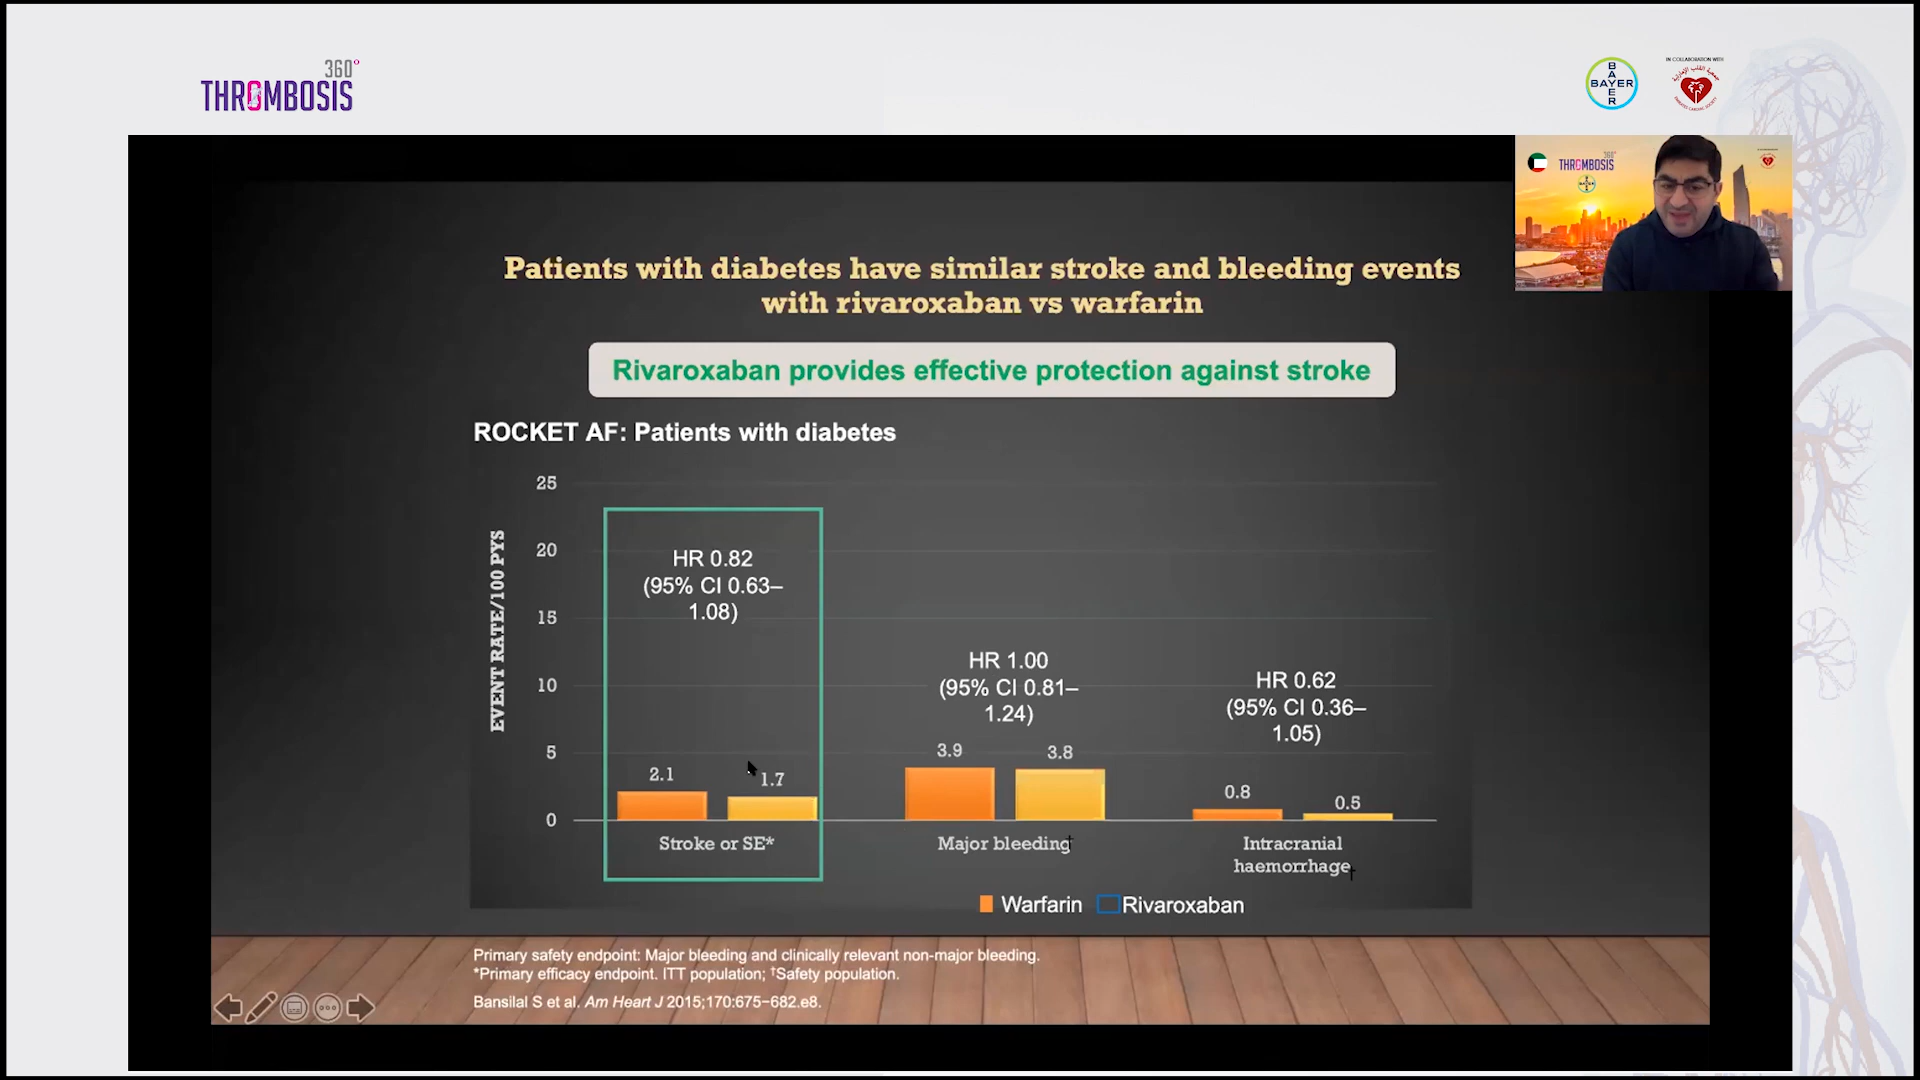 360°
THROMBOSIS
BAYER
BAYER
IN COLLABORATION WITH
THROMBOSIS
Patients with diabetes have similar stroke and bleeding events
with rivaroxaban vs warfarin
Rivaroxaban provides effective protection against stroke
ROCKET AF: Patients with diabetes
EVENT RATE/100 PYS
25
20
15
10
5
0
HR 0.82
(95% CI 0.63–
1.08)
2.1
1.7
Stroke or SE*
HR 1.00
(95% CI 0.81–
1.24)
3.9
3.8
Major bleeding†
HR 0.62
(95% CI 0.36–
1.05)
0.8
0.5
Intracranial
haemorrhage†
Warfarin
Rivaroxaban
Primary safety endpoint: Major bleeding and clinically relevant non-major bleeding.
*Primary efficacy endpoint. ITT population; †Safety population.
Bansilal S et al. Am Heart J 2015;170:675–682.e8.